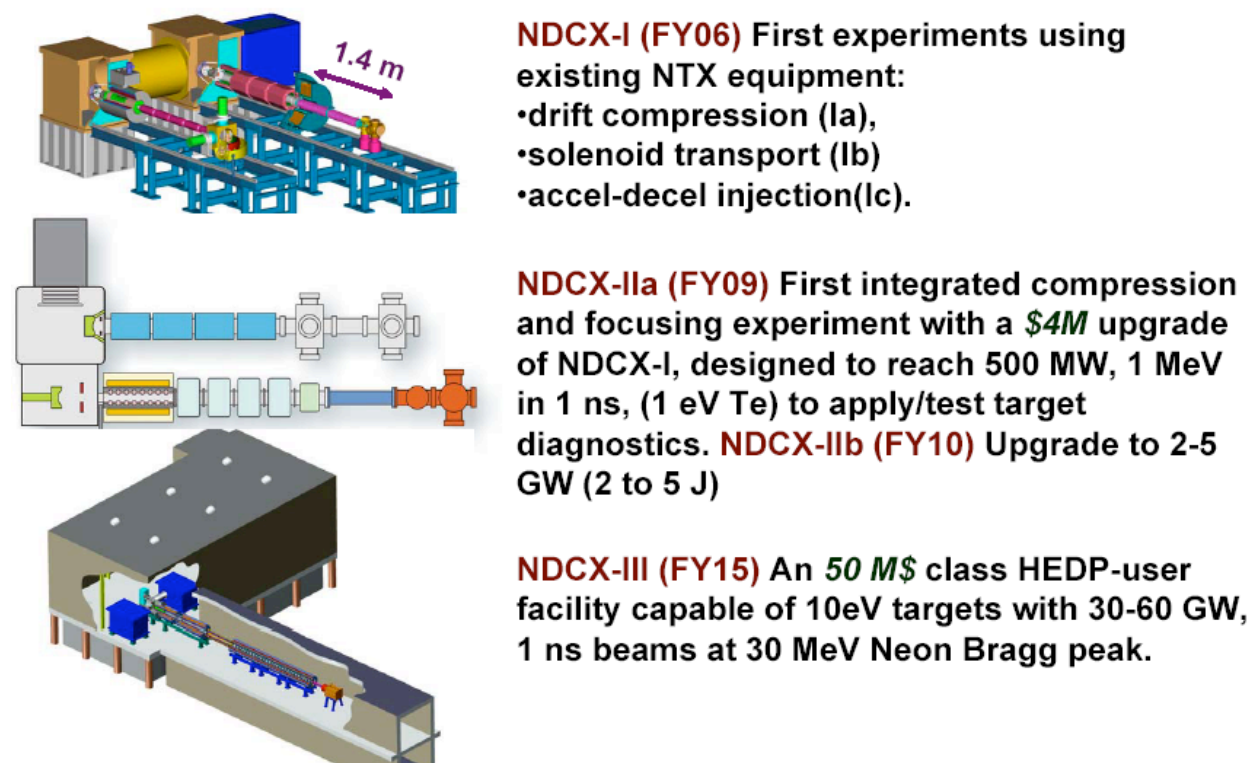 1.4 m
NDCX-I (FY06) First experiments using
existing NTX equipment:
•drift compression (Ia),
•solenoid transport (Ib)
•accel-decel injection(Ic).
NDCX-IIa (FY09) First integrated compression
and focusing experiment with a $4M upgrade
of NDCX-I, designed to reach 500 MW, 1 MeV
in 1 ns, (1 eV Te) to apply/test target
diagnostics. NDCX-IIb (FY10) Upgrade to 2-5
GW (2 to 5 J)
NDCX-III (FY15) An 50 M$ class HEDP-user
facility capable of 10eV targets with 30-60 GW,
1 ns beams at 30 MeV Neon Bragg peak.